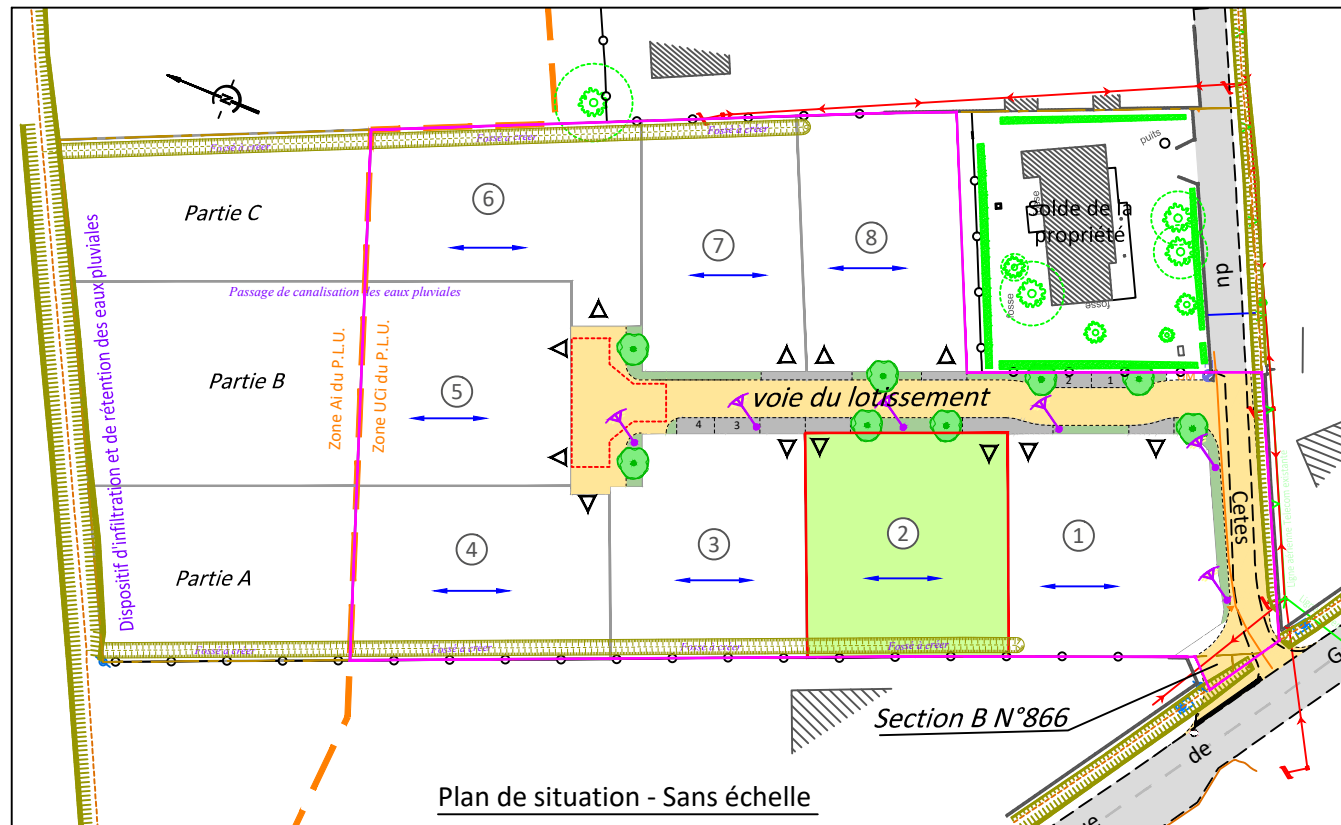 N
Fossé à créer
Fossé à créer
Fossé à créer
puits
Partie C
6
7
8
Solde de la
propriété
fosse
fosse
du
Dispositif d'infiltration et de rétention des eaux pluviales
Passage de canalisation des eaux pluviales
Zone Ai du P.L.U.
Zone UCi du P.L.U.
Partie B
5
2
1
voie du lotissement
4
3
Cètes
Partie A
4
3
2
1
Fossé à créer
Fossé à créer
Fossé à créer
Fossé à créer
Section B N°866
de
G
Plan de situation - Sans échelle